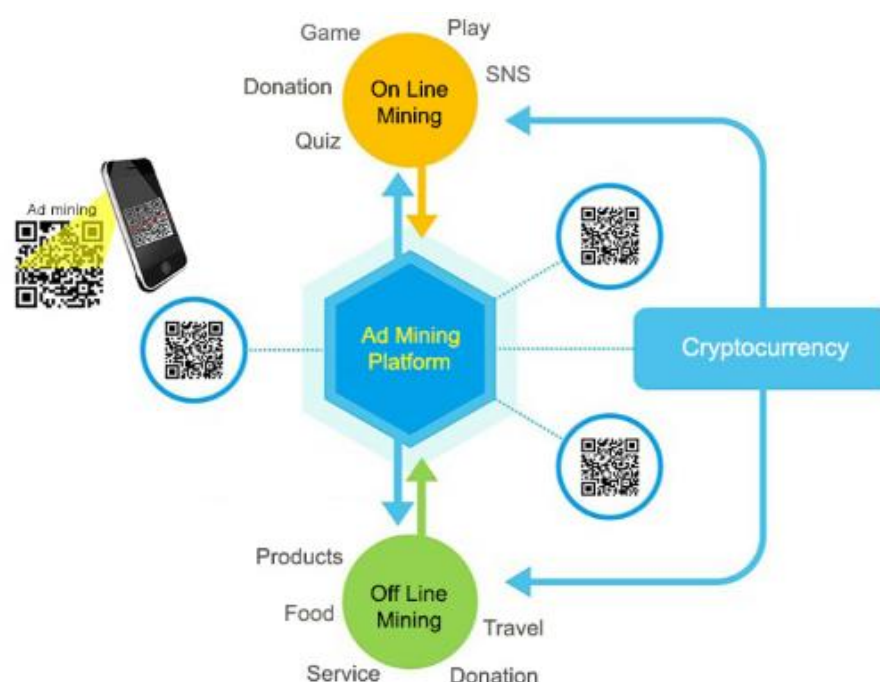 Game
Play
Donation
On Line
Mining
SNS
Quiz
Ad mining
Ad Mining
Platform
Cryptocurrency
Products
Food
Off Line
Mining
Travel
Service
Donation